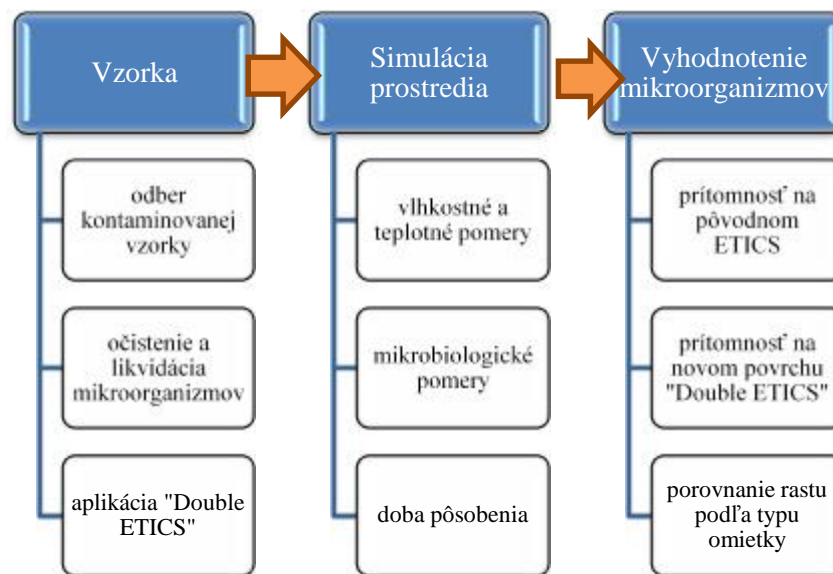 Vzorka
odber
kontaminovanej
vzorky
očistenie a
likvidácia
mikroorganizmov
aplikácia "Double
ETICS"
Simulácia
prostredia
vlhkostné a
teplotné pomery
mikrobiologické
pomery
doba pôsobenia
Vyhodnotenie
mikroorganizmov
prítomnosť na
pôvodnom
ETICS
prítomnosť na
novom povrchu
"Double ETICS"
porovnanie rastu
podľa typu
omietky